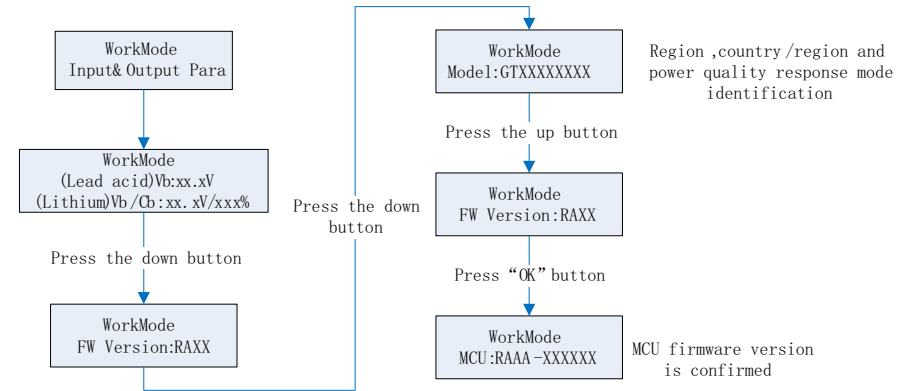 WorkMode
Input& Output Para
WorkMode
(Lead acid)Vb:xx.xV
(Lithium)Vb/Cb:xx.xV/xxx%
Press the down button
WorkMode
FW Version:RAXX
Press the down
button
WorkMode
Model:GTXXXXXXXX
Region ,country/region and
power quality response mode
identification
Press the up button
WorkMode
FW Version:RAXX
Press “OK” button
WorkMode
MCU:RAAA-XXXXXX
MCU firmware version
is confirmed